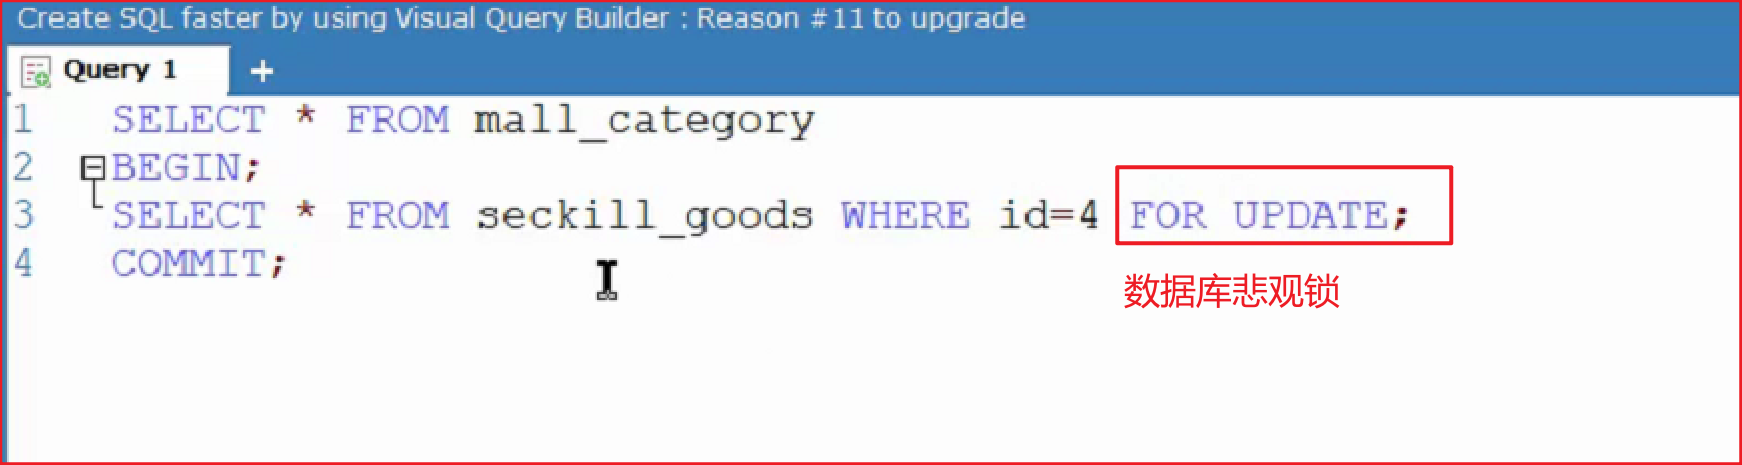 Create SQL faster by using Visual Query Builder : Reason #11 to upgrade
Query 1 +
1 SELECT * FROM mall_category
2 BEGIN;
3 SELECT * FROM seckill_goods WHERE id=4 FOR UPDATE;
4 COMMIT;
数据库悲观锁